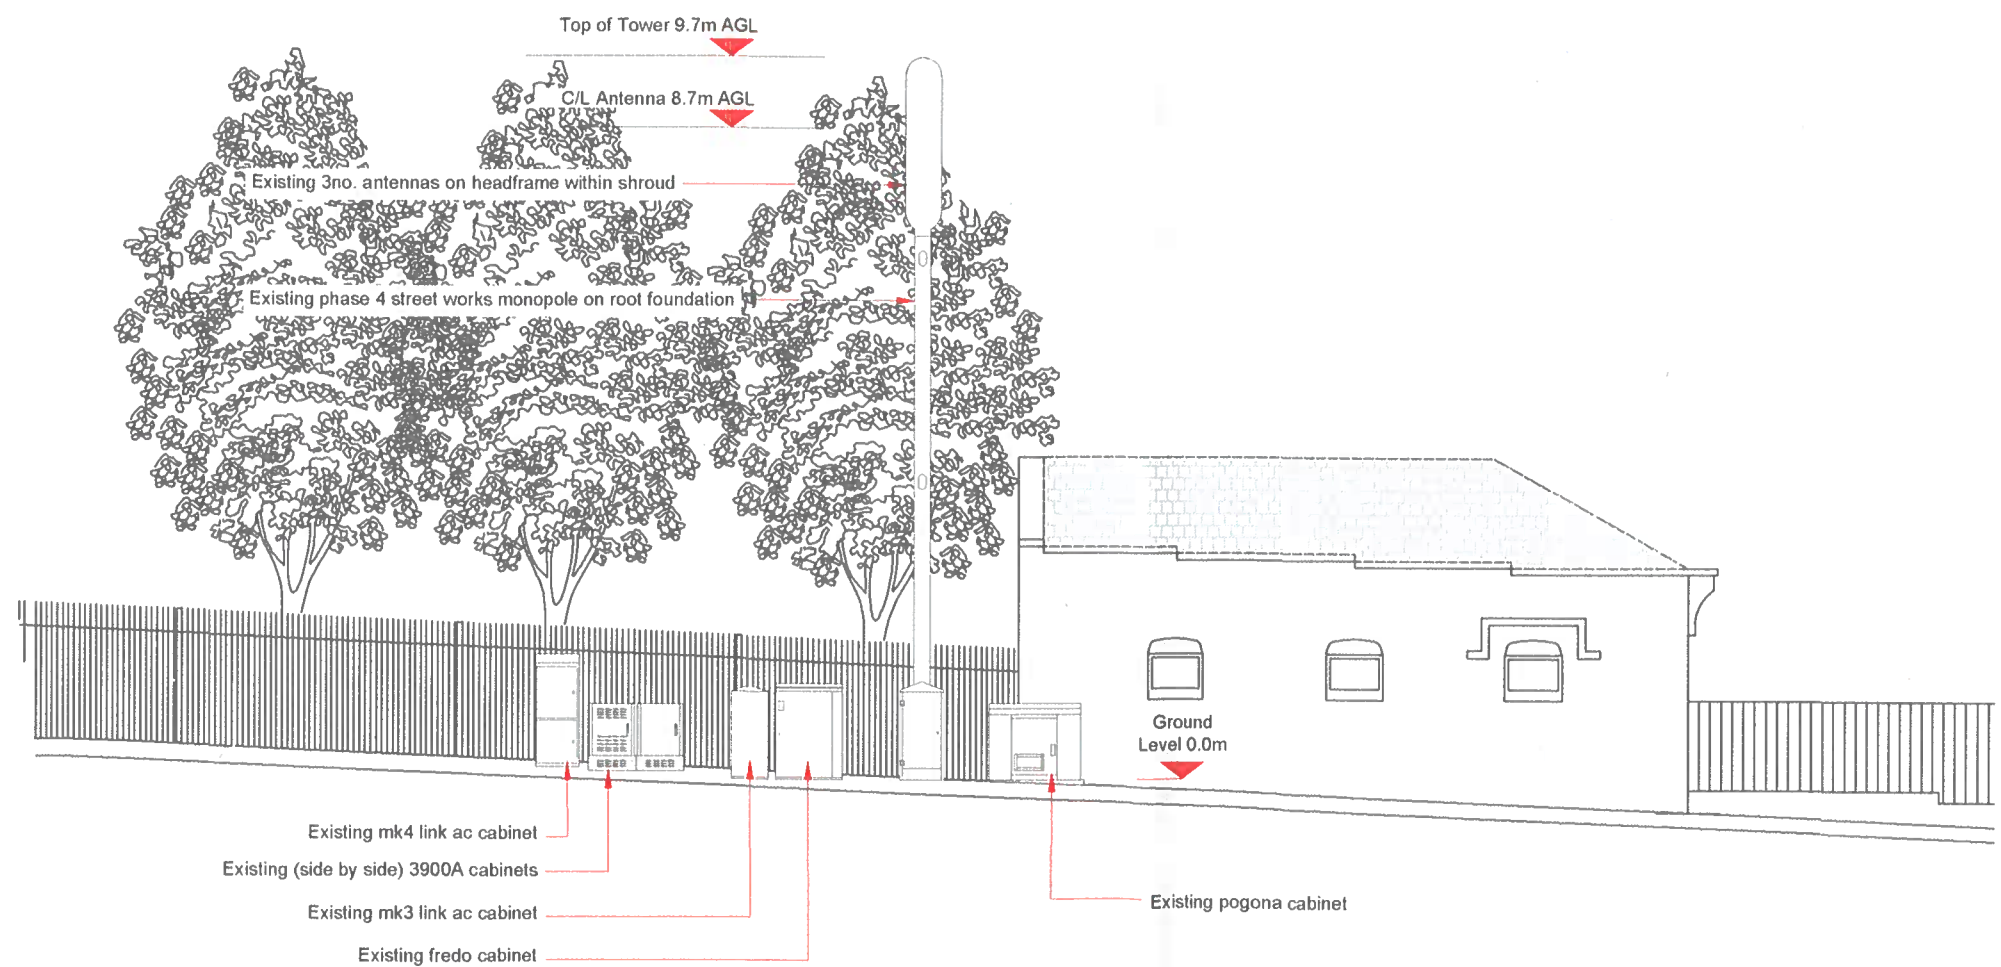 Top of Tower 9.7m AGL
C/L Antenna 8.7m AGL
Existing 3no. antennas on headframe within shroud
Existing phase 4 street works monopole on root foundation
Ground
Level 0.0m
Existing mk4 link ac cabinet
Existing (side by side) 3900A cabinets
Existing mk3 link ac cabinet
Existing pogona cabinet
Existing fredo cabinet